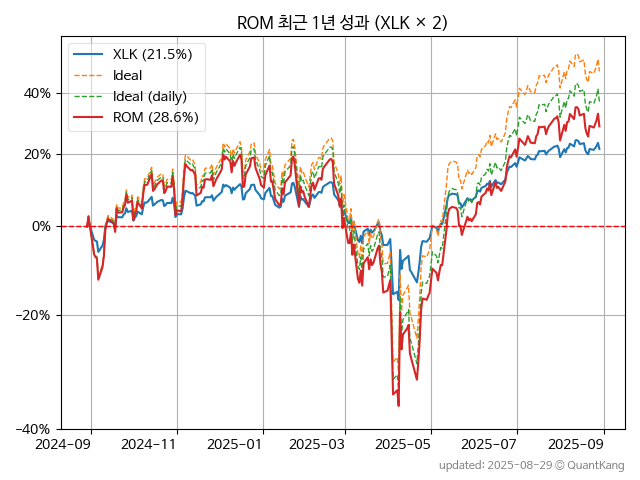 ROM 최근 1년 성과 (XLK × 2)
XLK (21.5%)
Ideal
Ideal (daily)
ROM (28.6%)
40%
20%
0%
−20%
−40%
2024-09 2024-11 2025-01 2025-03 2025-05 2025-07 2025-09
updated: 2025-08-29 © QuantKang